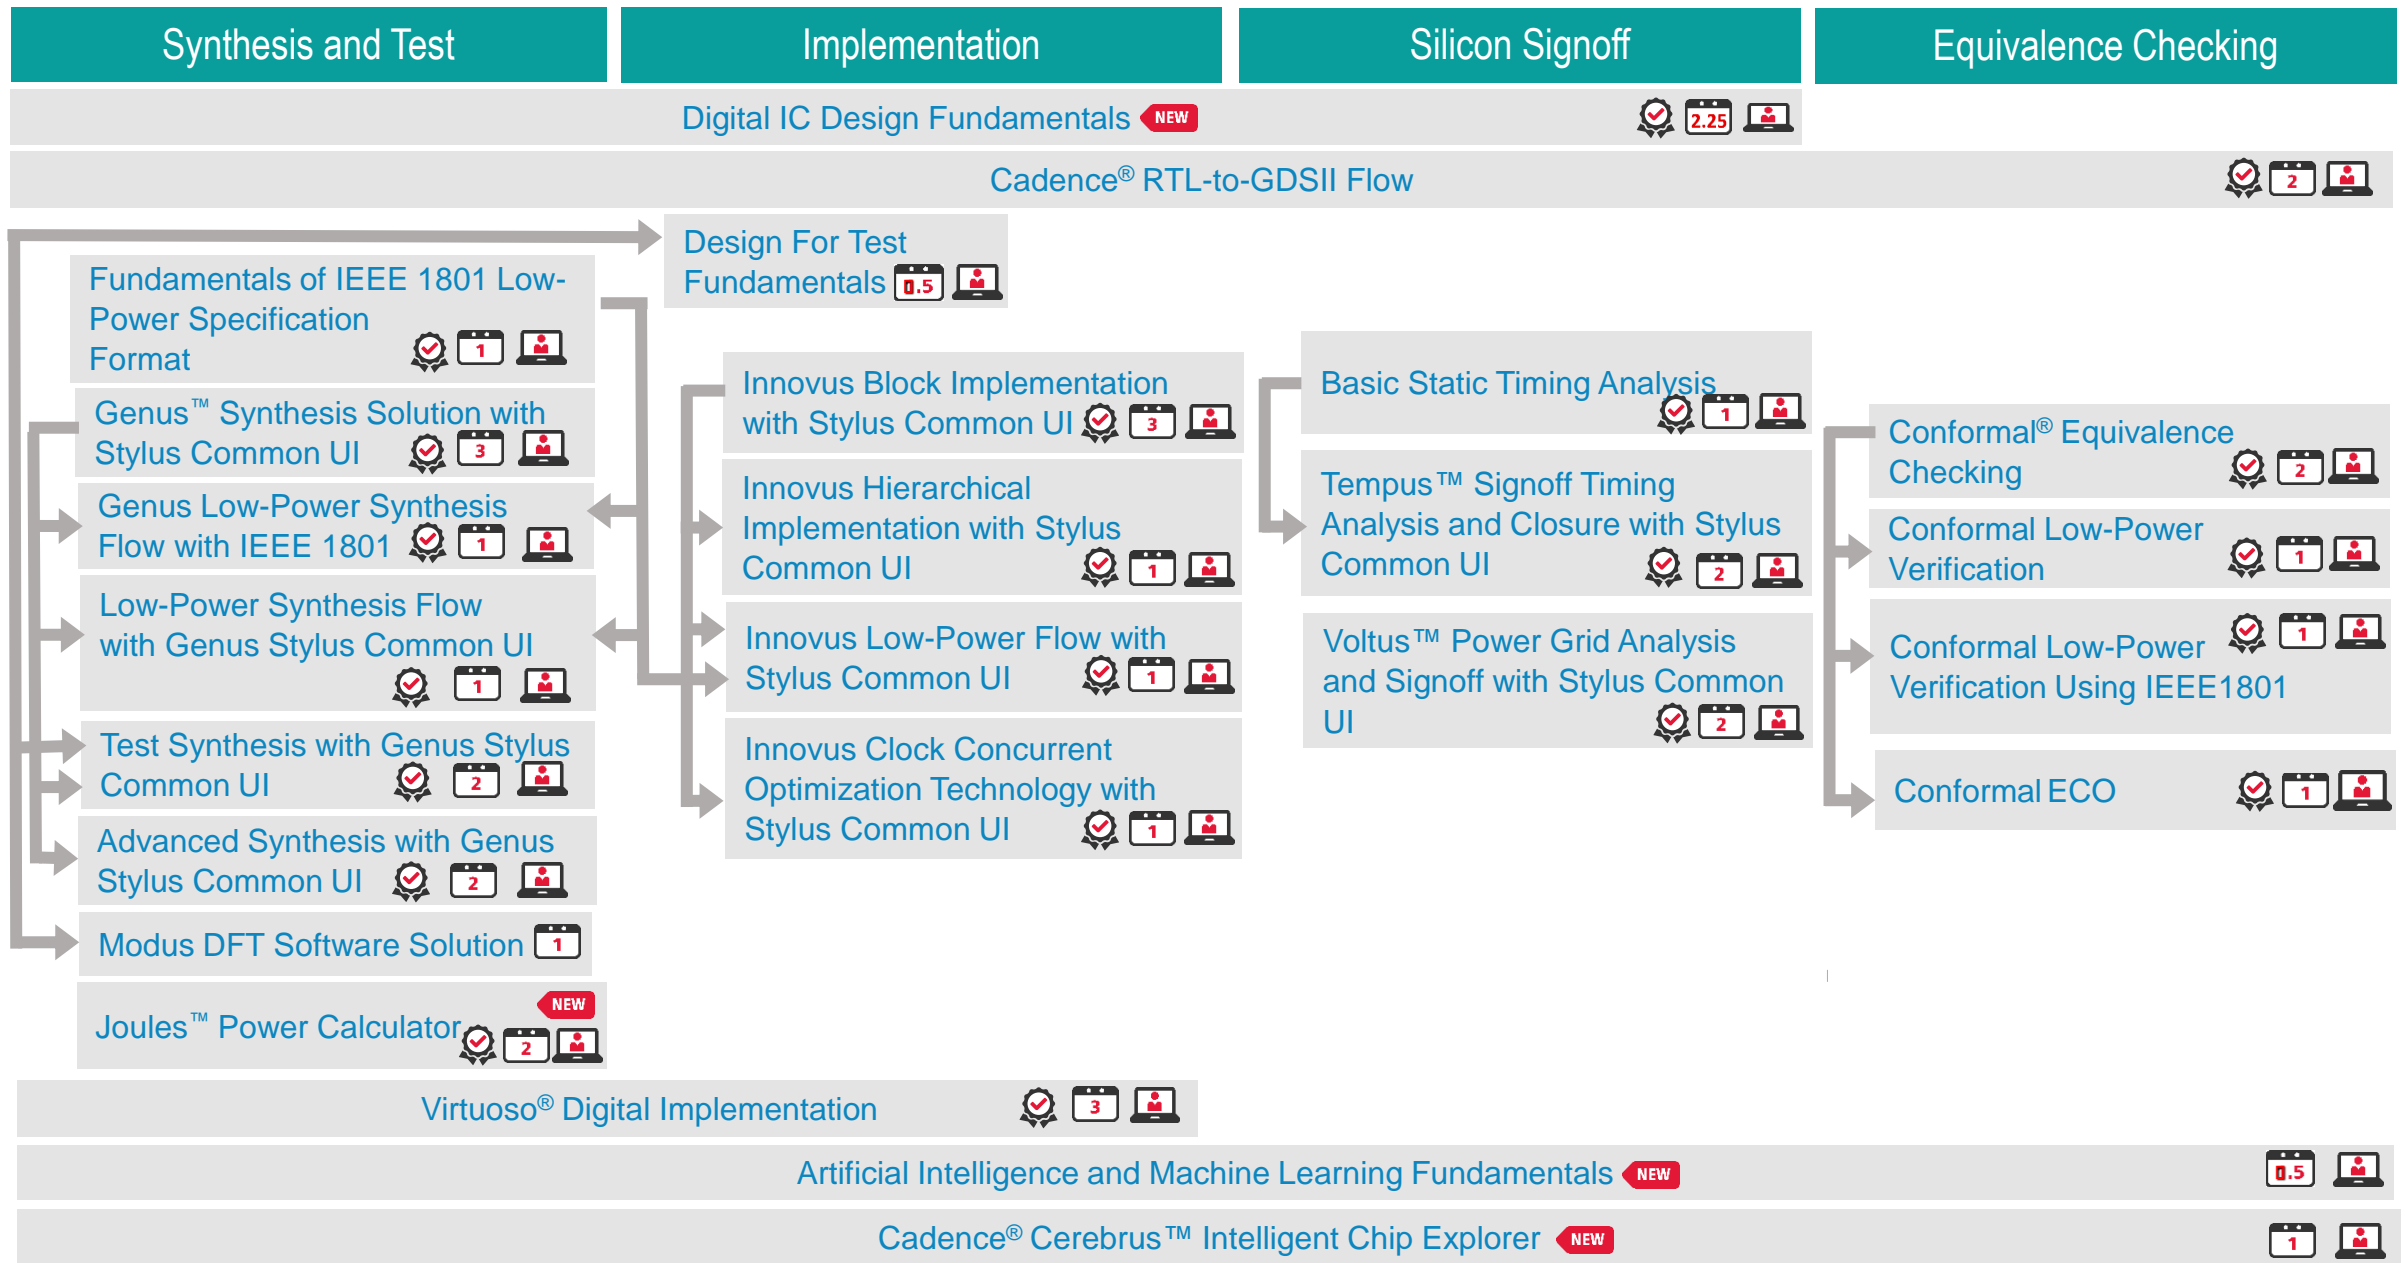 Synthesis and Test
Implementation
Silicon Signoff
Equivalence Checking
Digital IC Design Fundamentals NEW 2.25
Cadence® RTL-to-GDSII Flow 2
Design For Test
Fundamentals 0.5
Fundamentals of IEEE 1801 Low-
Power Specification
Format 1
Genus™ Synthesis Solution with
Stylus Common UI 3
Genus Low-Power Synthesis
Flow with IEEE 1801 1
Low-Power Synthesis Flow
with Genus Stylus Common UI
1
Test Synthesis with Genus Stylus
Common UI 2
Advanced Synthesis with Genus
Stylus Common UI 2
Modus DFT Software Solution 1
NEW
Joules™ Power Calculator 2
Innovus Block Implementation
with Stylus Common UI 3
Innovus Hierarchical
Implementation with Stylus
Common UI 1
Innovus Low-Power Flow with
Stylus Common UI 1
Innovus Clock Concurrent
Optimization Technology with
Stylus Common UI 1
Basic Static Timing Analysis
1
Tempus™ Signoff Timing
Analysis and Closure with Stylus
Common UI 2
Voltus™ Power Grid Analysis
and Signoff with Stylus Common
UI 2
Conformal® Equivalence
Checking 2
Conformal Low-Power
Verification 1
1
Conformal Low-Power
Verification Using IEEE1801
Conformal ECO 1
Virtuoso® Digital Implementation 3
Artificial Intelligence and Machine Learning Fundamentals NEW 0.5
Cadence® Cerebrus™ Intelligent Chip Explorer NEW 1